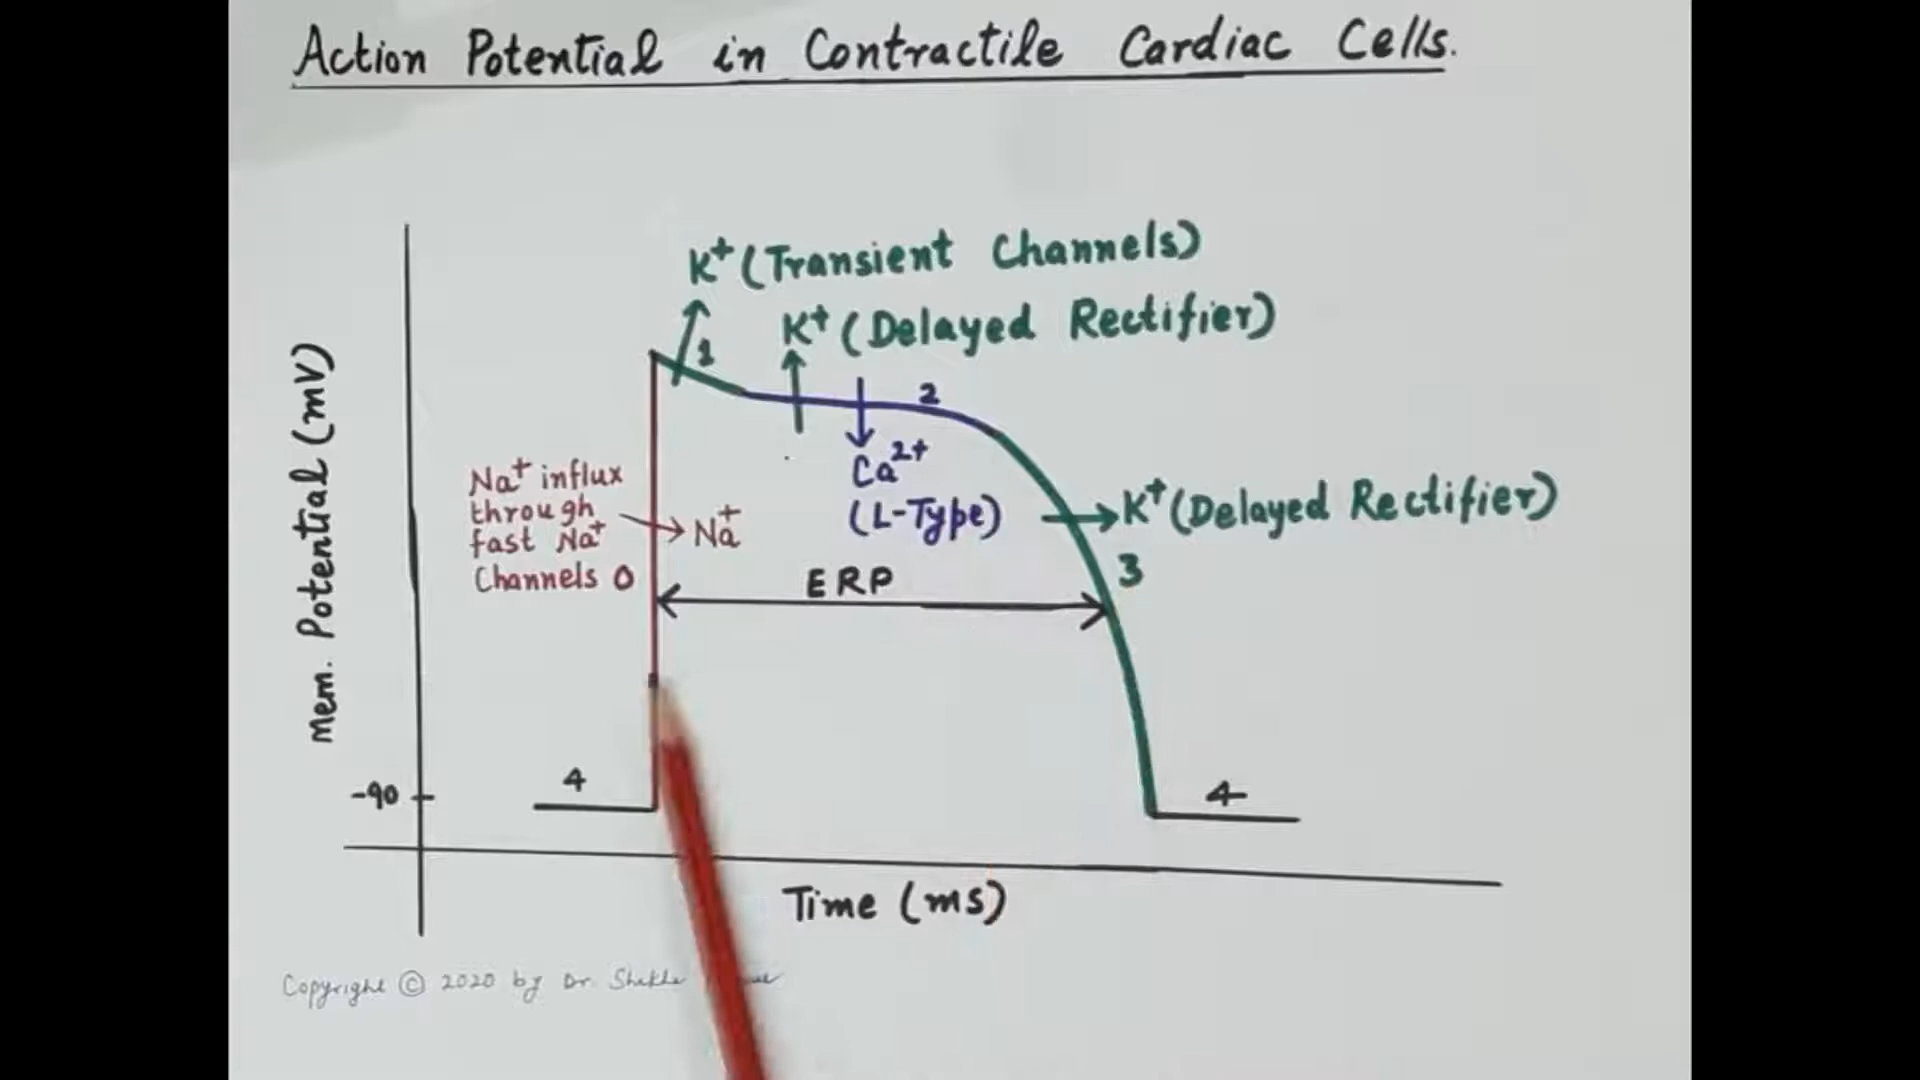 Action Potential in Contractile Cardiac Cells.
K+ (Transient Channels)
1
K+ (Delayed Rectifier)
2
Mem. Potential (mV)
Na+ influx
through
fast Na+
Channels 0
Na+
Ca2+
(L-Type)
K+ (Delayed Rectifier)
3
ERP
4
4
-90
Time (ms)
Copyright © 2020 by Dr.